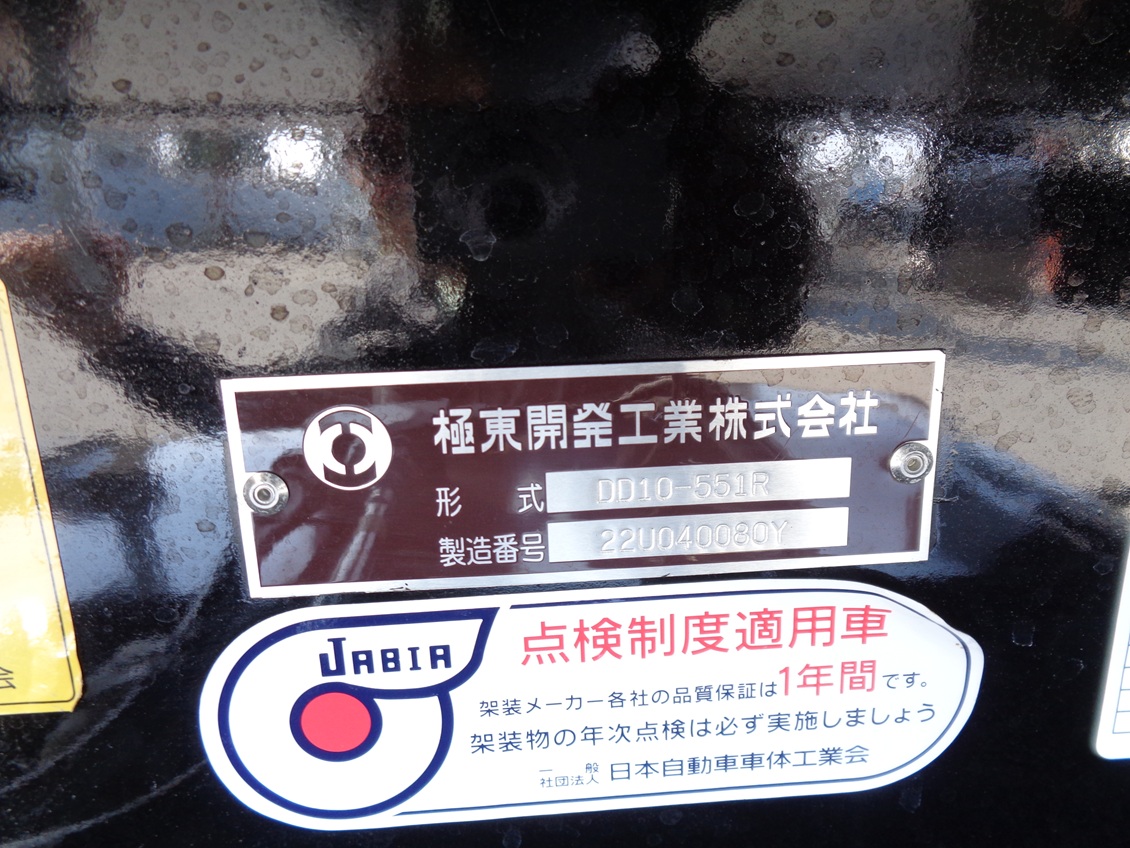 極東開発工業株式会社
形 式 DD10-551R
製造番号 22U040080Y
JABIA
点検制度適用車
架装メーカー各社の品質保証は1年間です。
架装物の年次点検は必ず実施しましょう
一般社団法人 日本自動車車体工業会
会